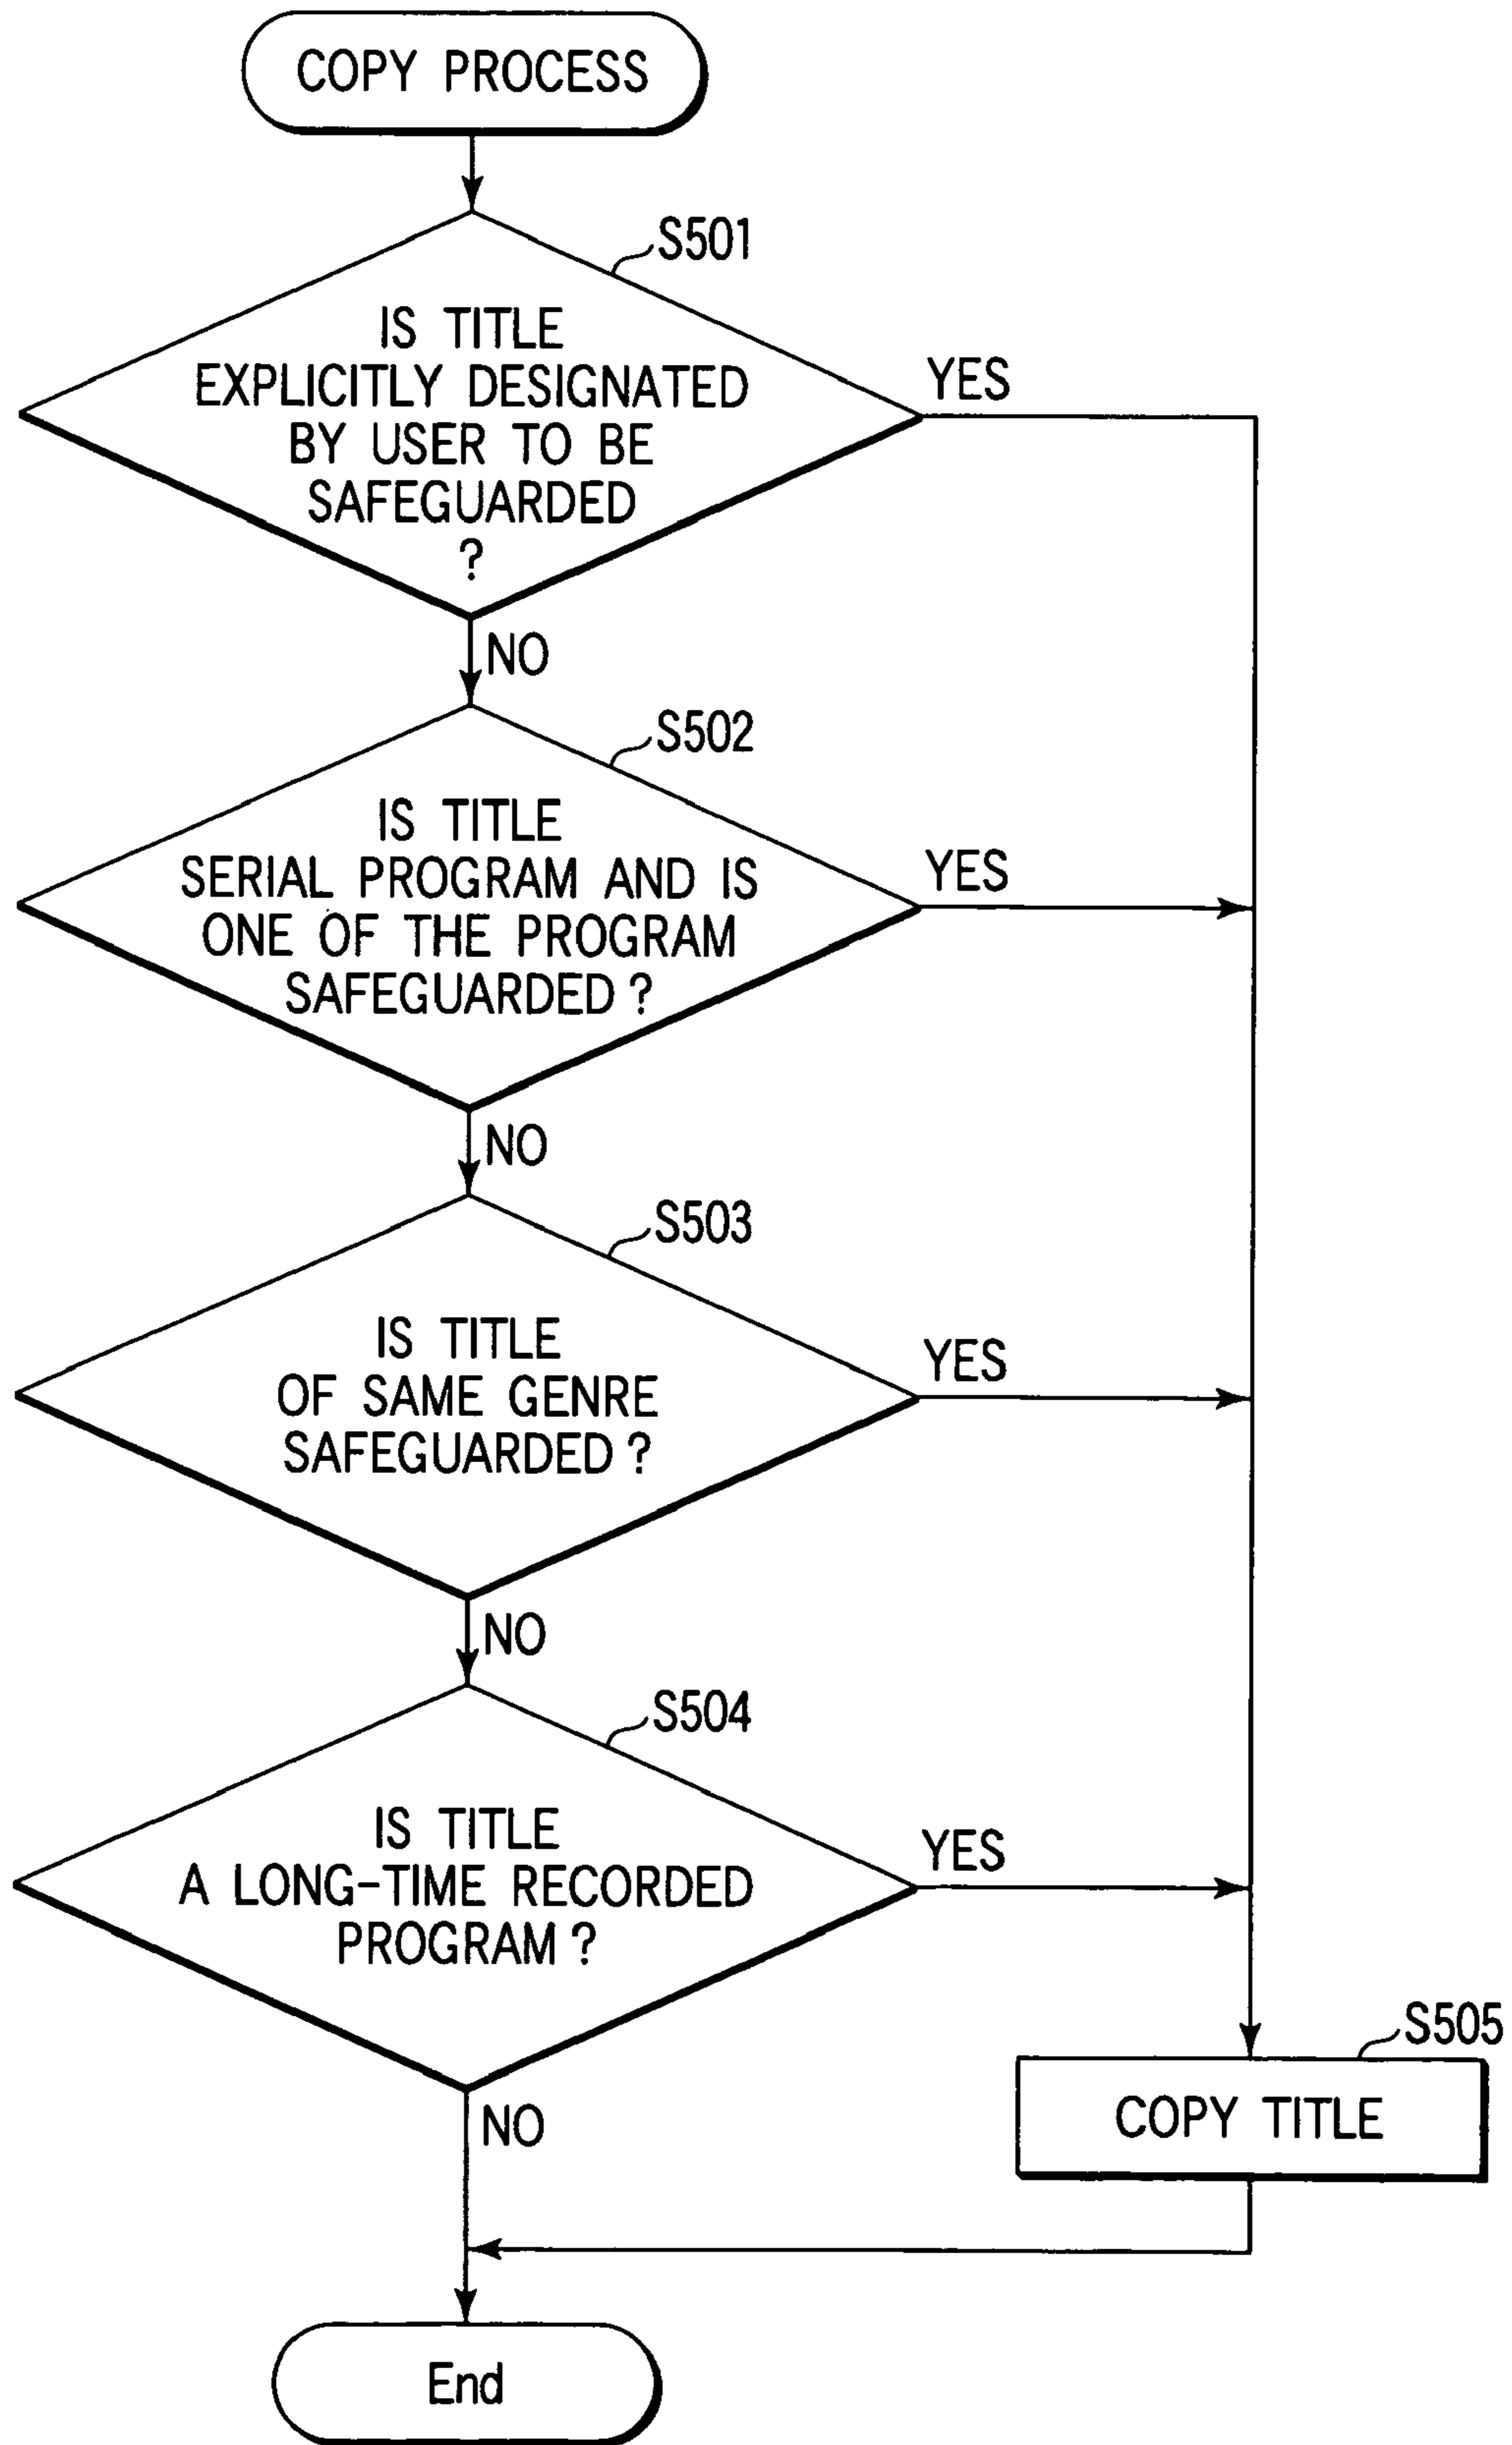 COPY PROCESS
S501
IS TITLE
EXPLICITLY DESIGNATED
BY USER TO BE
SAFEGUARDED
?
YES
NO
S502
IS TITLE
SERIAL PROGRAM AND IS
ONE OF THE PROGRAM
SAFEGUARDED ?
YES
NO
S503
IS TITLE
OF SAME GENRE
SAFEGUARDED ?
YES
NO
S504
IS TITLE
A LONG-TIME RECORDED
PROGRAM ?
YES
NO
S505
COPY TITLE
End